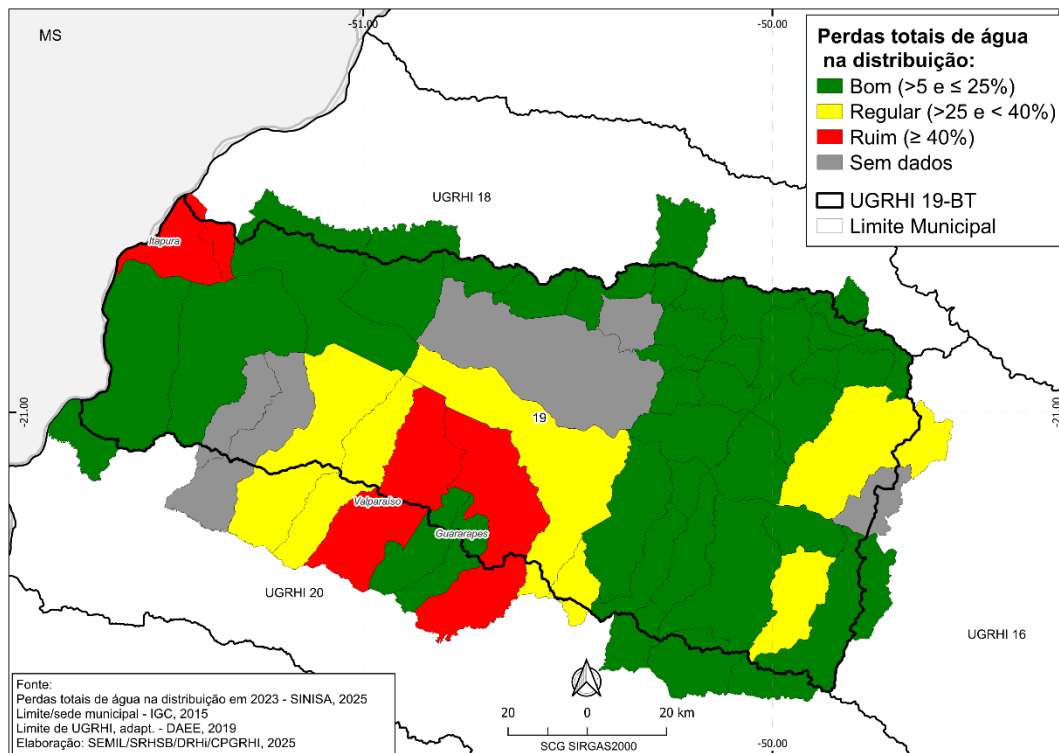 MS
-51.00
-50.00
Perdas totais de água
na distribuição:
Bom (>5 e ≤ 25%)
Regular (>25 e < 40%)
Ruim (≥ 40%)
Sem dados
UGRHI 19-BT
Limite Municipal
UGRHI 18
Itapura
-21.00
19
-21.00
Valparaíso
Guararapes
UGRHI 20
UGRHI 16
Fonte:
Perdas totais de água na distribuição em 2023 - SINISA, 2025
Limite/sede municipal - IGC, 2015
Limite de UGRHI, adapt. - DAEE, 2019
Elaboração: SEMIL/SRHSB/DRHi/CPGRHI, 2025
20 0 20 km
SCG SIRGAS2000
-50.00